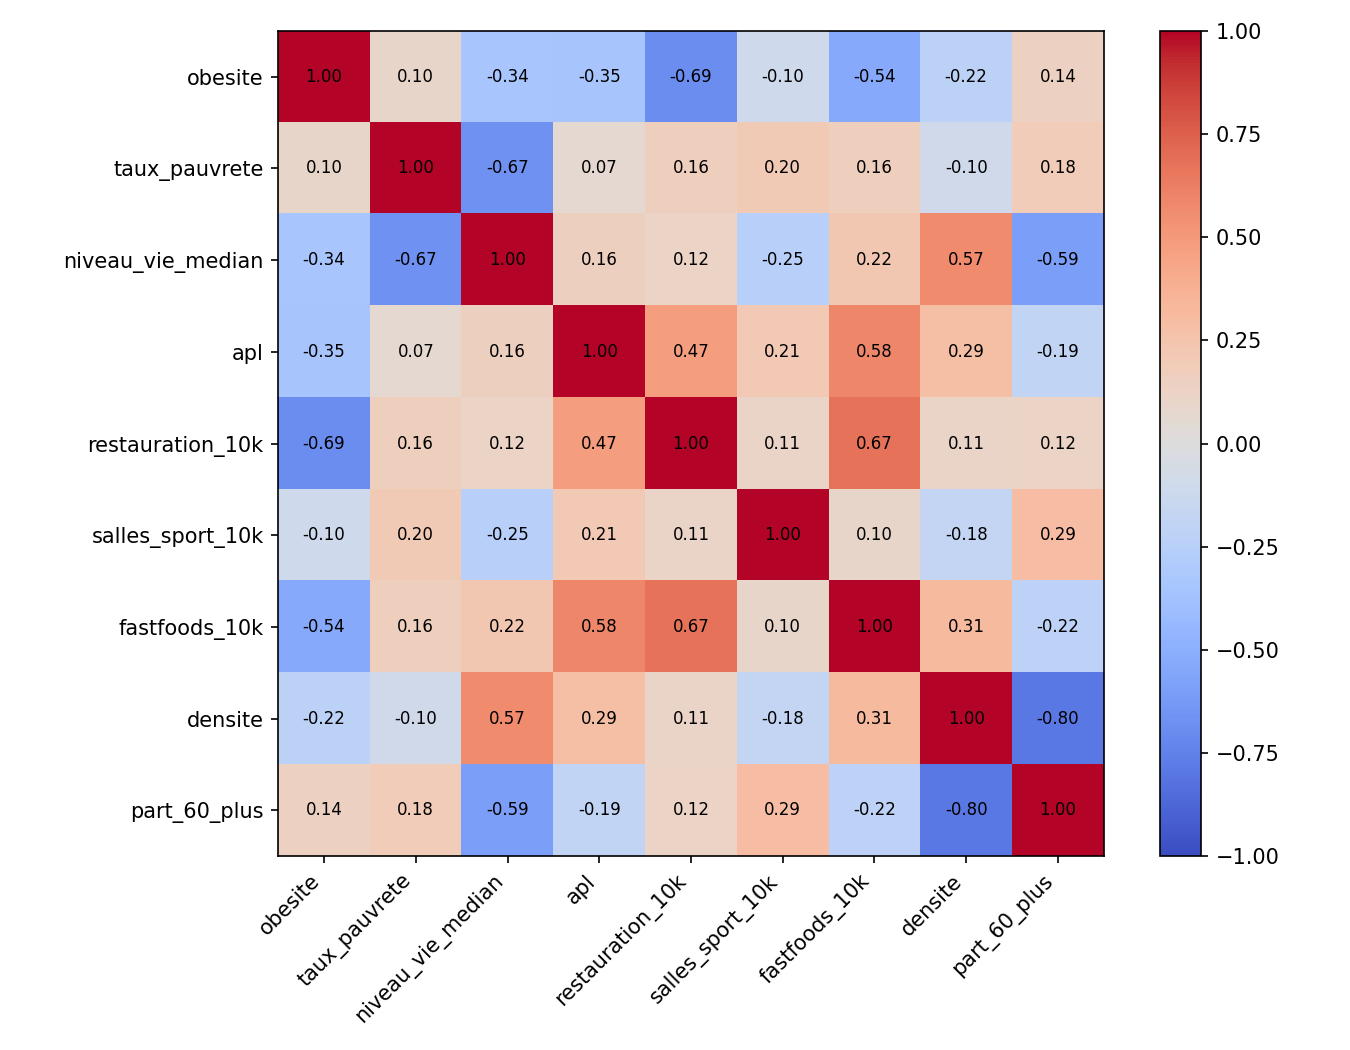 obesite 1.00 0.10 -0.34 -0.35 -0.69 -0.10 -0.54 -0.22 0.14
taux_pauvrete 0.10 1.00 -0.67 0.07 0.16 0.20 0.16 -0.10 0.18
niveau_vie_median -0.34 -0.67 1.00 0.16 0.12 -0.25 0.22 0.57 -0.59
apl -0.35 0.07 0.16 1.00 0.47 0.21 0.58 0.29 -0.19
restauration_10k -0.69 0.16 0.12 0.47 1.00 0.11 0.67 0.11 0.12
salles_sport_10k -0.10 0.20 -0.25 0.21 0.11 1.00 0.10 -0.18 0.29
fastfoods_10k -0.54 0.16 0.22 0.58 0.67 0.10 1.00 0.31 -0.22
densite -0.22 -0.10 0.57 0.29 0.11 -0.18 0.31 1.00 -0.80
part_60_plus 0.14 0.18 -0.59 -0.19 0.12 0.29 -0.22 -0.80 1.00
obesite
taux_pauvrete
niveau_vie_median
apl
restauration_10k
salles_sport_10k
fastfoods_10k
densite
part_60_plus
1.00
0.75
0.50
0.25
0.00
−0.25
−0.50
−0.75
−1.00